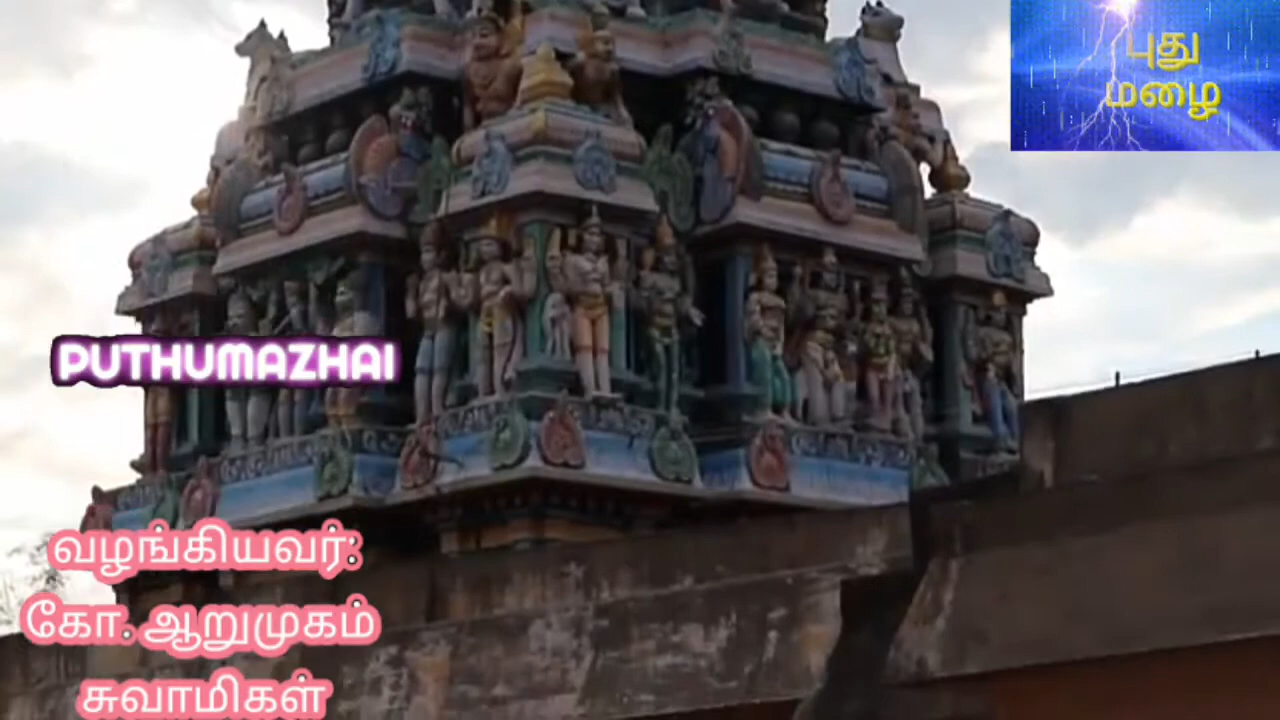 புது
மழை
PUTHUMAZHAI
வழங்கியவர்:
கோ. ஆறுமுகம்
சுவாமிகள்